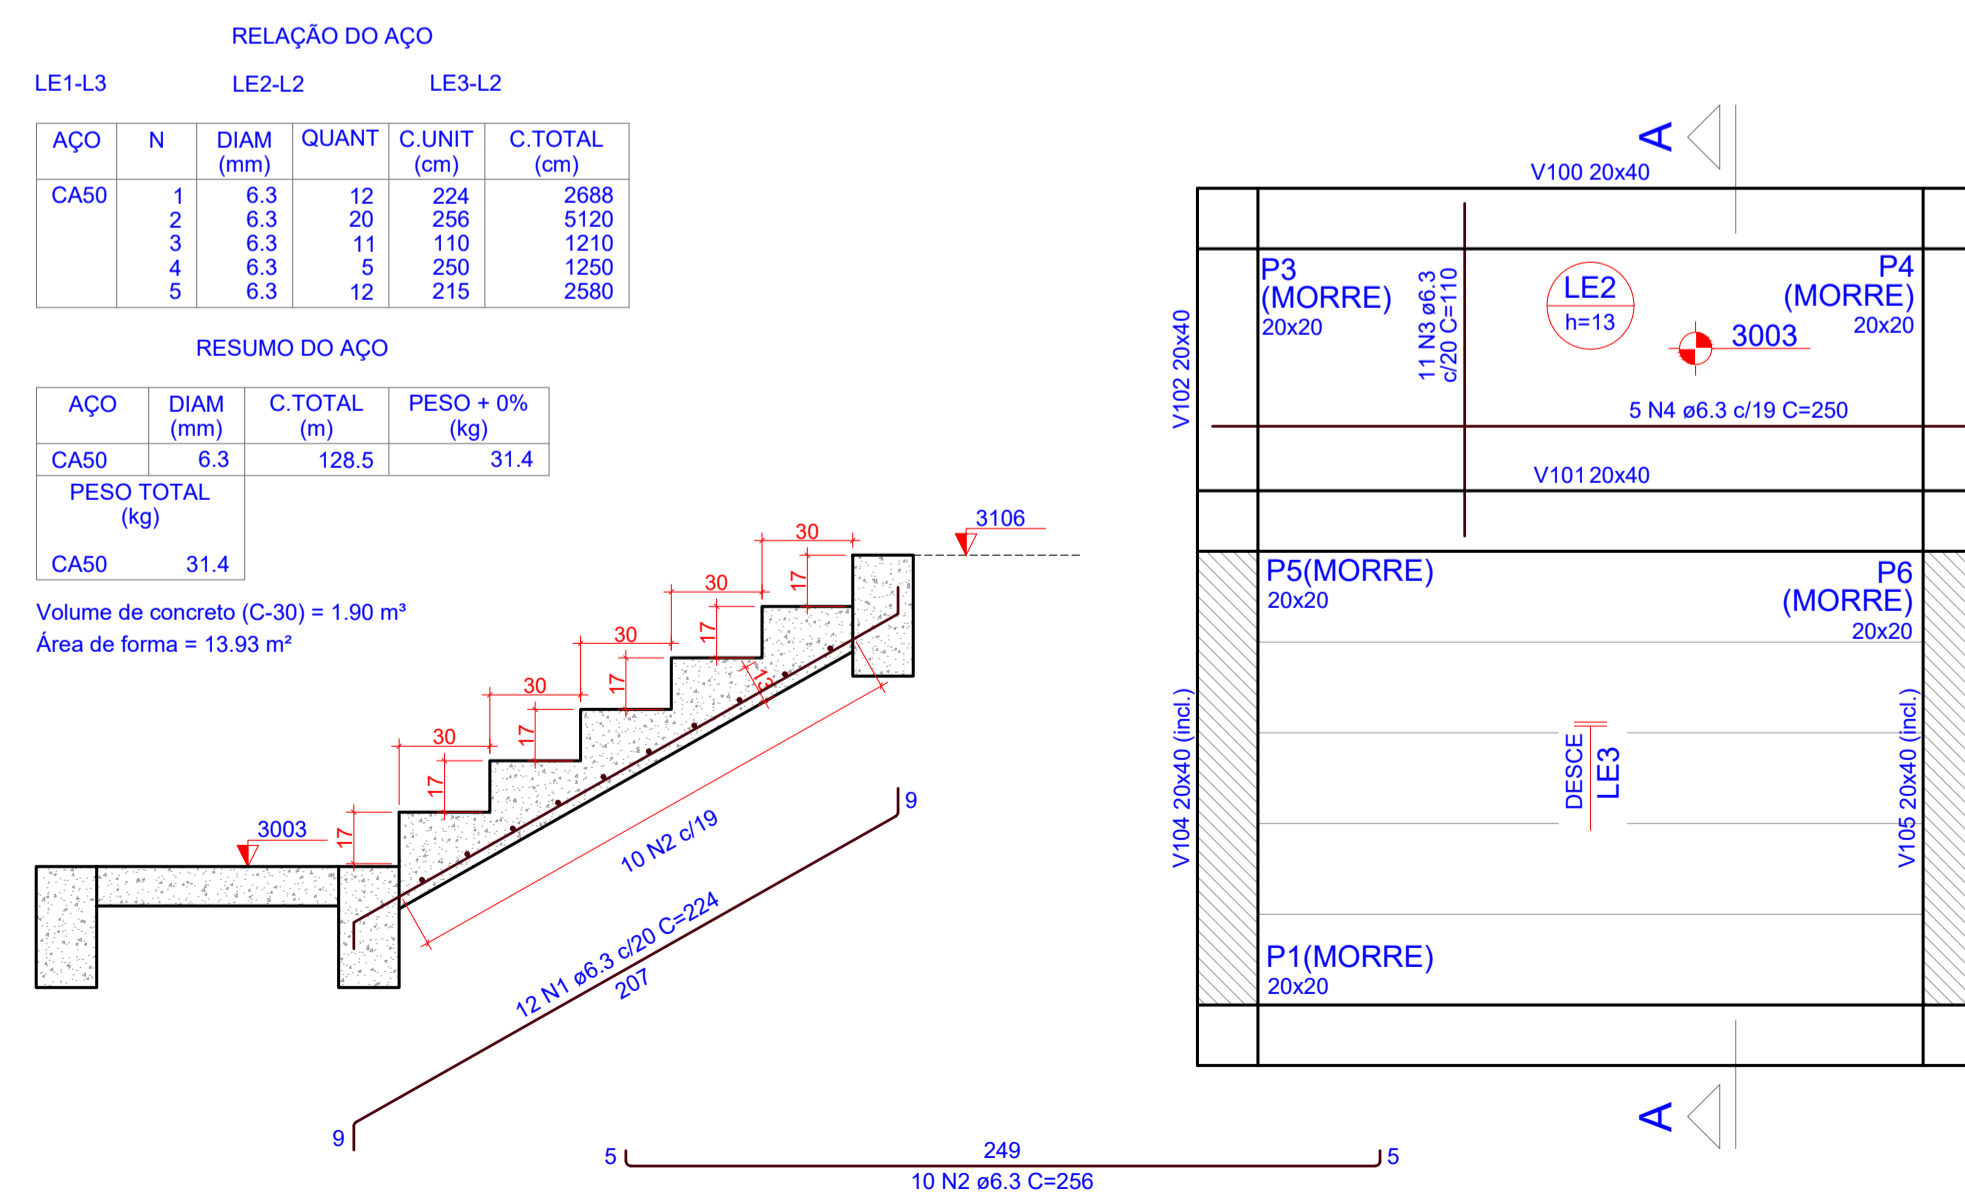 RELAÇÃO DO AÇO
LE1-L3 LE2-L2 LE3-L2
AÇO N DIAM (mm) QUANT C.UNIT (cm) C.TOTAL (cm)
CA50 1 6.3 12 224 2688
2 6.3 20 256 5120
3 6.3 11 110 1210
4 6.3 5 250 1250
5 6.3 12 215 2580
RESUMO DO AÇO
AÇO DIAM (mm) C.TOTAL (m) PESO + 0% (kg)
CA50 6.3 128.5 31.4
PESO TOTAL
(kg)
CA50 31.4
Volume de concreto (C-30) = 1.90 m³
Área de forma = 13.93 m²
3106
30
17
30
17
30
17
30
17
30
17
17
13
3003
10 N2 c/19
9
12 N1 ø6.3 c/20 C=224
207
9
5
249
5
10 N2 ø6.3 C=256
A
V100 20x40
P3
(MORRE)
20x20
11 N3 ø6.3
c/20 C=110
LE2
h=13
P4
(MORRE)
20x20
3003
V102 20x40
5 N4 ø6.3 c/19 C=250
V101 20x40
P5(MORRE)
20x20
P6
(MORRE)
20x20
V104 20x40 (incl.)
DESCE
LE3
V105 20x40 (incl.)
P1(MORRE)
20x20
A